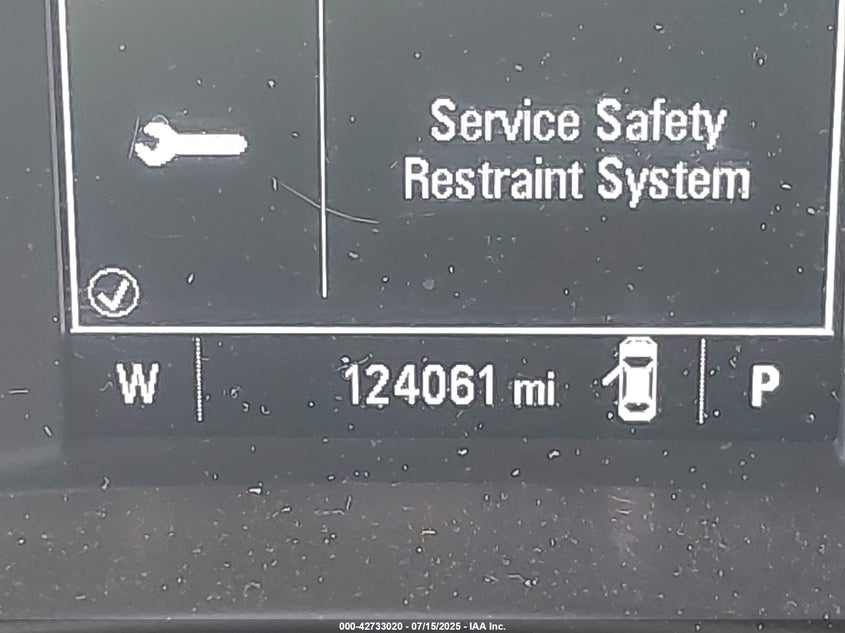 Service Safety
Restraint System
W 124061 mi P
000-42733020 - 07/15/2025 - IAA Inc.